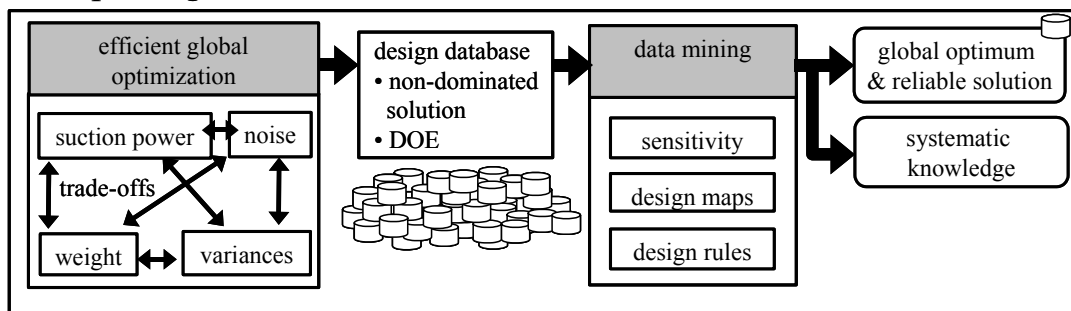 efficient global
optimization
suction power
noise
trade-offs
weight
variances
design database
• non-dominated
solution
• DOE
data mining
sensitivity
design maps
design rules
global optimum
& reliable solution
systematic
knowledge